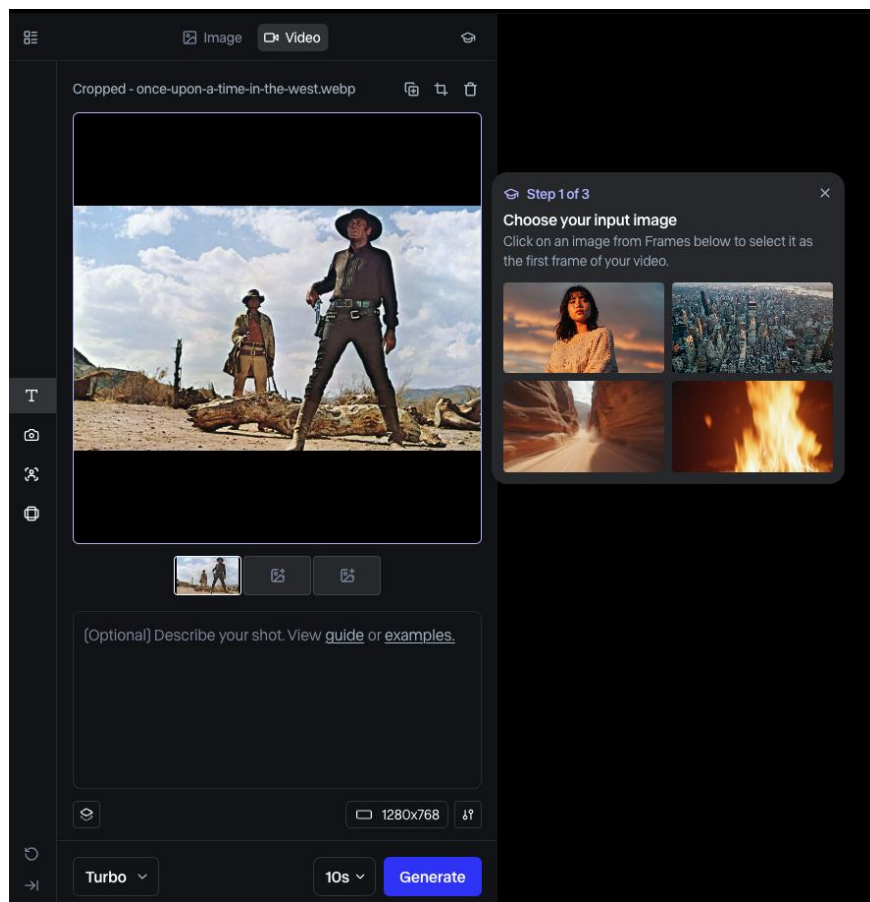 Image
Video
Cropped - once-upon-a-time-in-the-west.webp
Step 1 of 3
Choose your input image
Click on an image from Frames below to select it as
the first frame of your video.
T
(Optional) Describe your shot. View guide or examples.
1280x768
Turbo
10s
Generate